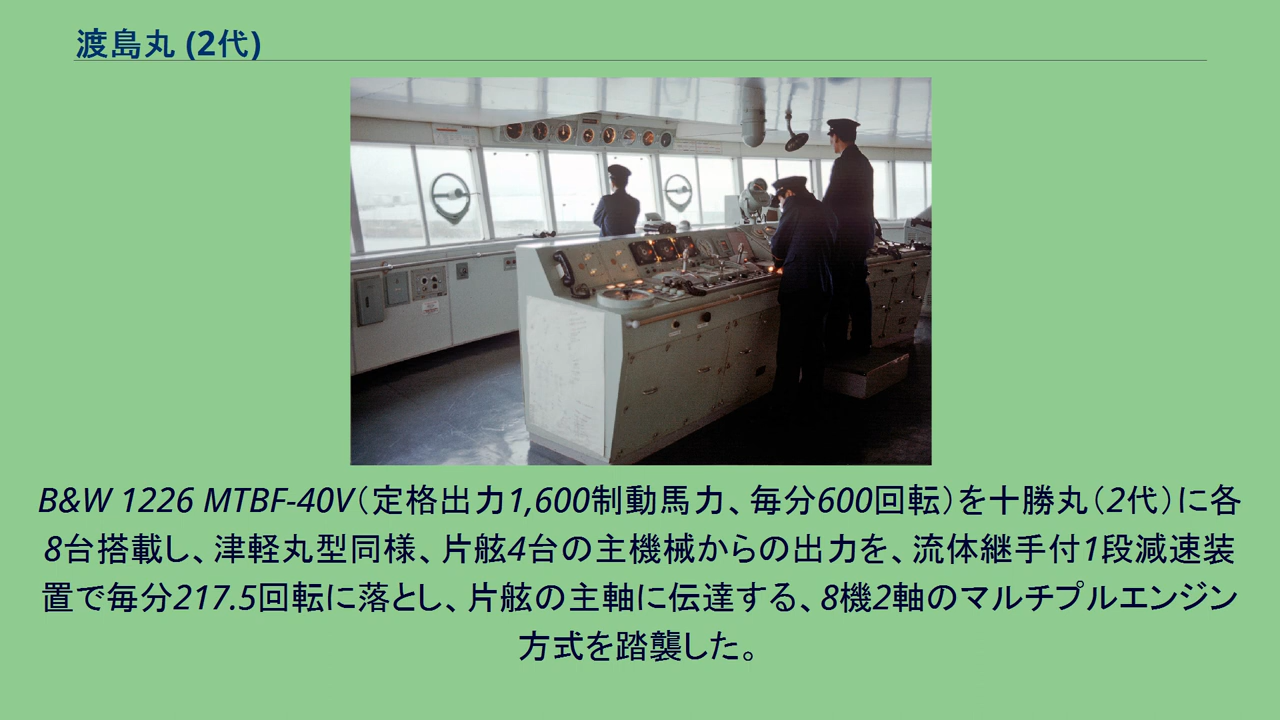 渡島丸 (2代)
B&W 1226 MTBF-40V（定格出力1,600制動馬力、毎分600回転）を十勝丸（2代）に各
8台搭載し、津軽丸型同様、片舷4台の主機械からの出力を、流体継手付1段減速装
置で毎分217.5回転に落とし、片舷の主軸に伝達する、8機2軸のマルチプルエンジン
方式を踏襲した。